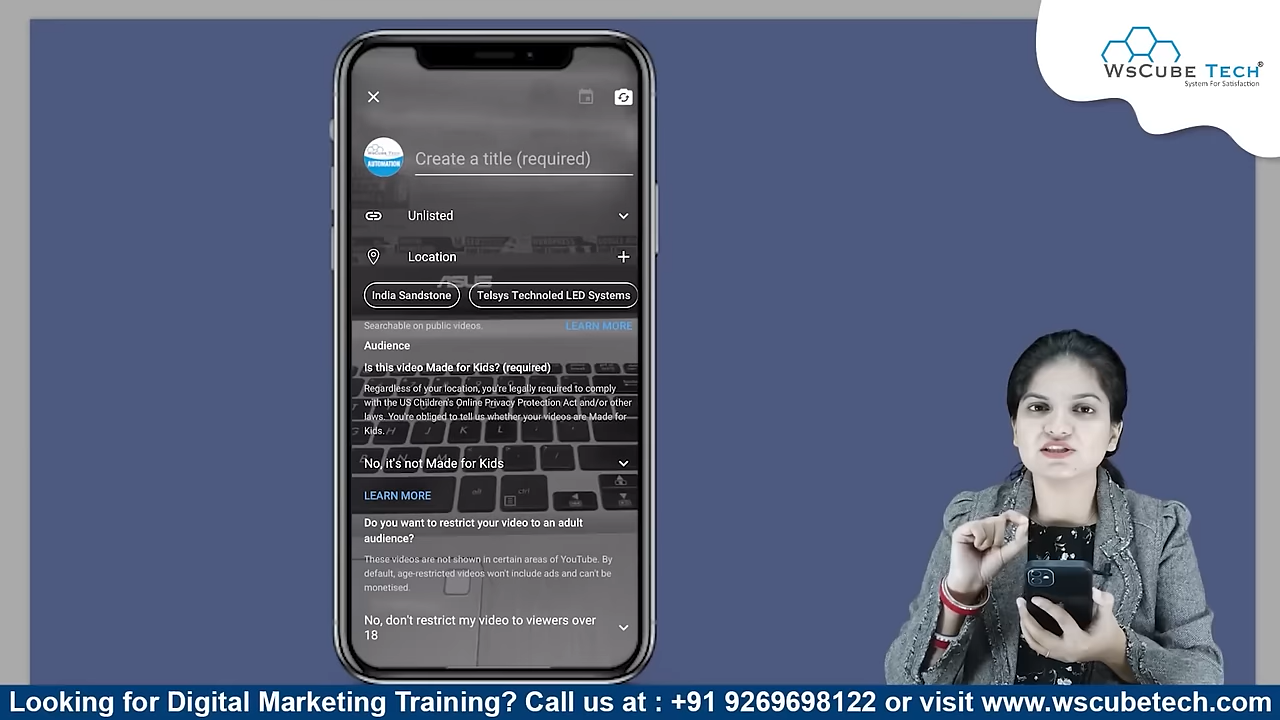 WSCUBE TECH®
System For Satisfaction
WSCUBE TECH
AUTOMATION
Create a title (required)
Unlisted
Location
ASUS
India Sandstone
Telsys Technoled LED Systems
Searchable on public videos.
LEARN MORE
Audience
Is this video Made for Kids? (required)
Regardless of your location, you're legally required to comply
with the US Children's Online Privacy Protection Act and/or other
laws. You're obliged to tell us whether your videos are Made for
Kids.
H J K L
No, it's not Made for Kids
LEARN MORE
alt
ctrl
Do you want to restrict your video to an adult
audience?
These videos are not shown in certain areas of YouTube. By
default, age-restricted videos won't include ads and can't be
monetised.
No, don't restrict my video to viewers over
18
Looking for Digital Marketing Training? Call us at : +91 9269698122 or visit www.wscubetech.com